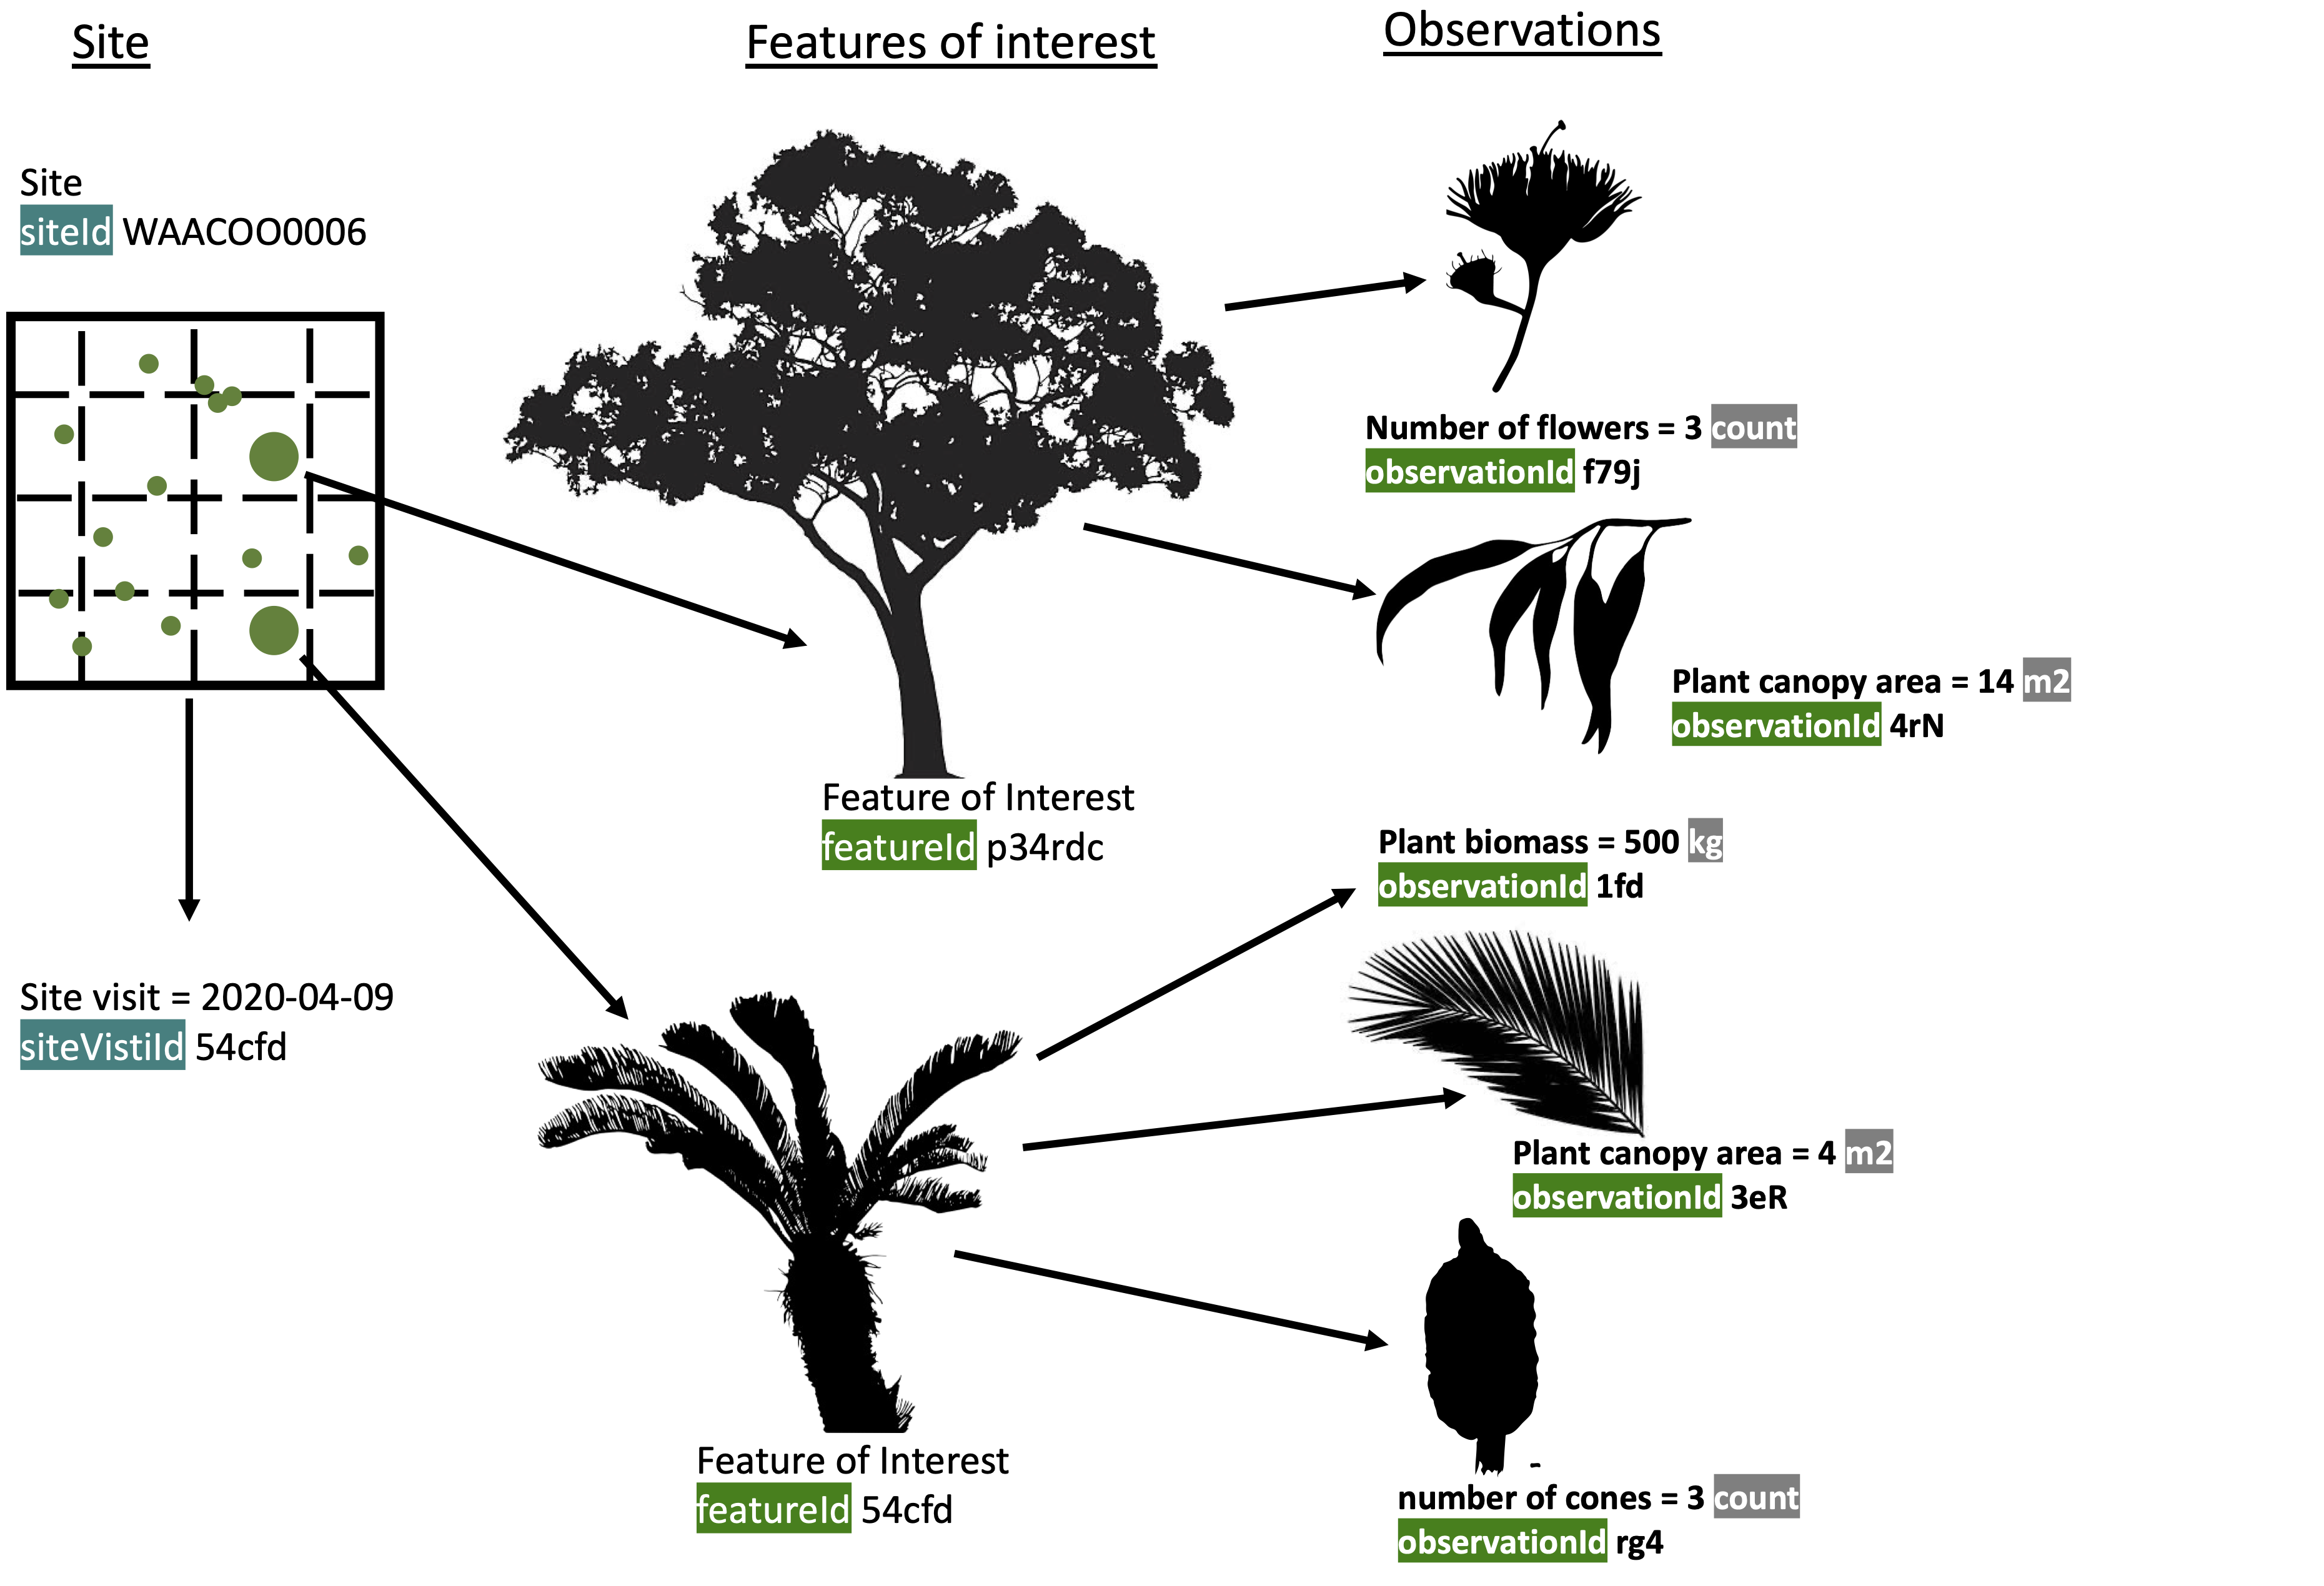 Site
Features of interest
Observations
Site
siteId WAACOO0006
Number of flowers = 3 count
observationId f79j
Plant canopy area = 14 m2
observationId 4rN
Feature of Interest
featureId p34rdc
Plant biomass = 500 kg
observationId 1fd
Site visit = 2020-04-09
siteVistiId 54cfd
Plant canopy area = 4 m2
observationId 3eR
Feature of Interest
featureId 54cfd
number of cones = 3 count
observationId rg4